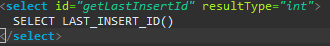 <select id="getLastInsertId" resultType="int">
SELECT LAST_INSERT_ID()
</select>